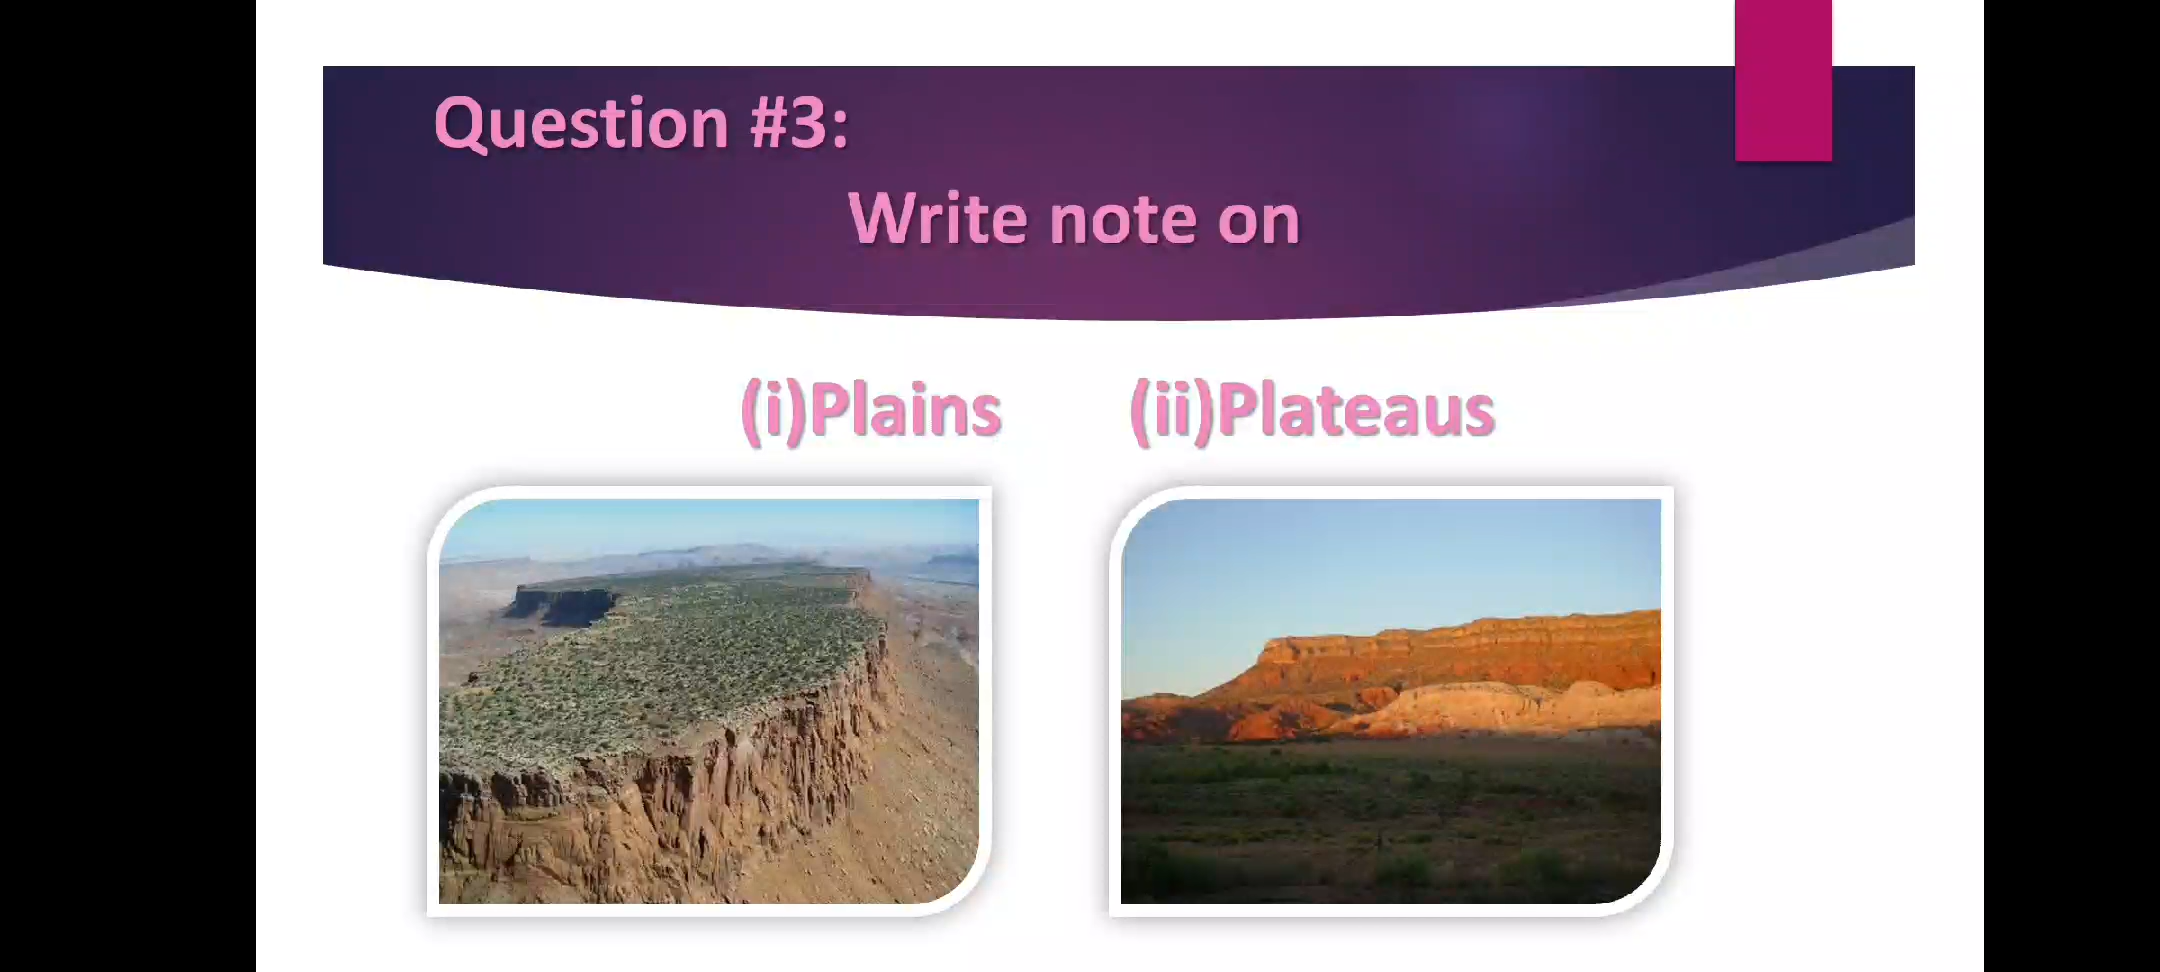 Question #3:
Write note on
(i)Plains (ii)Plateaus